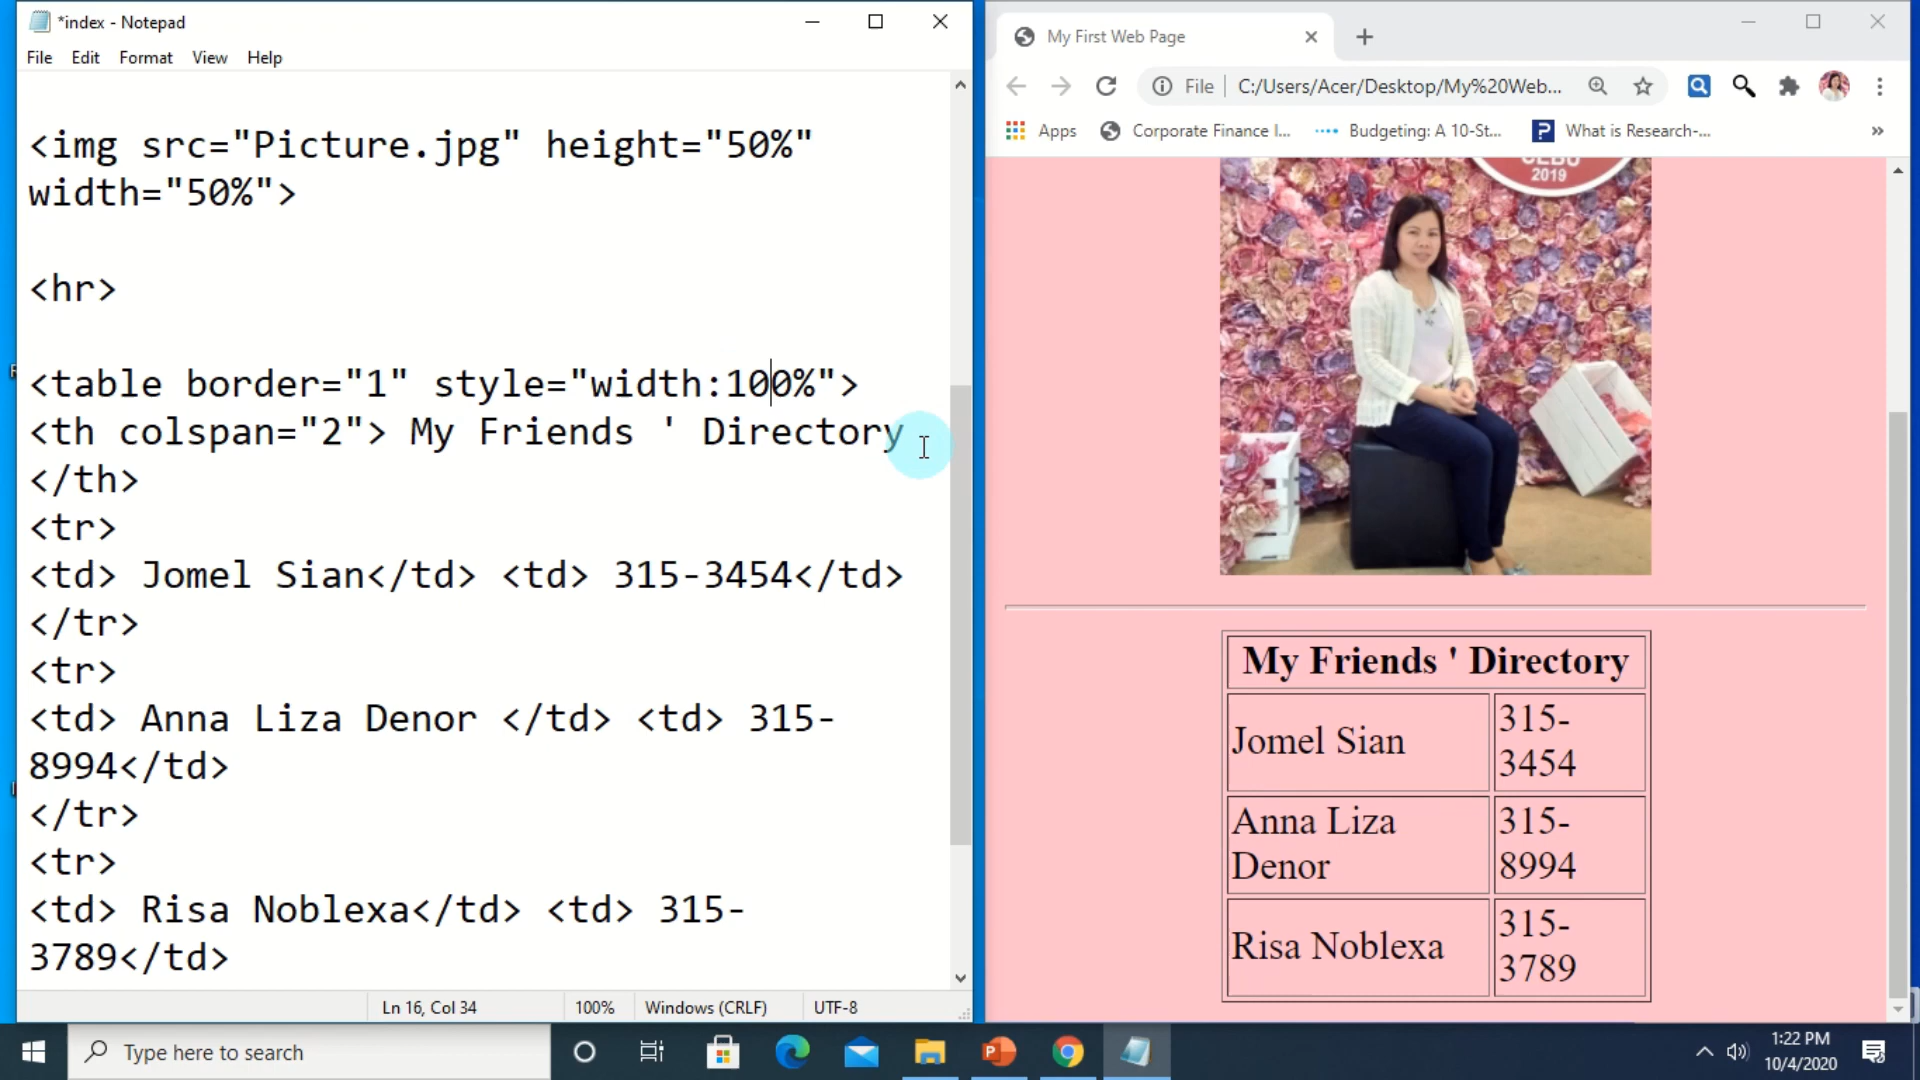 *index - Notepad
File Edit Format View Help
<img src="Picture.jpg" height="50%"
width="50%">
<hr>
<table border="1" style="width:100%">
<th colspan="2"> My Friends ' Directory
</th>
<tr>
<td> Jomel Sian</td> <td> 315-3454</td>
</tr>
<tr>
<td> Anna Liza Denor </td> <td> 315-
8994</td>
</tr>
<tr>
<td> Risa Noblexa</td> <td> 315-
3789</td>
Ln 16, Col 34 100% Windows (CRLF) UTF-8
My First Web Page
File C:/Users/Acer/Desktop/My%20Web...
Apps Corporate Finance I... Budgeting: A 10-St... What is Research-...
2019
My Friends ' Directory
Jomel Sian 315-
3454
Anna Liza 315-
Denor 8994
Risa Noblexa 315-
3789
Type here to search
1:22 PM
10/4/2020